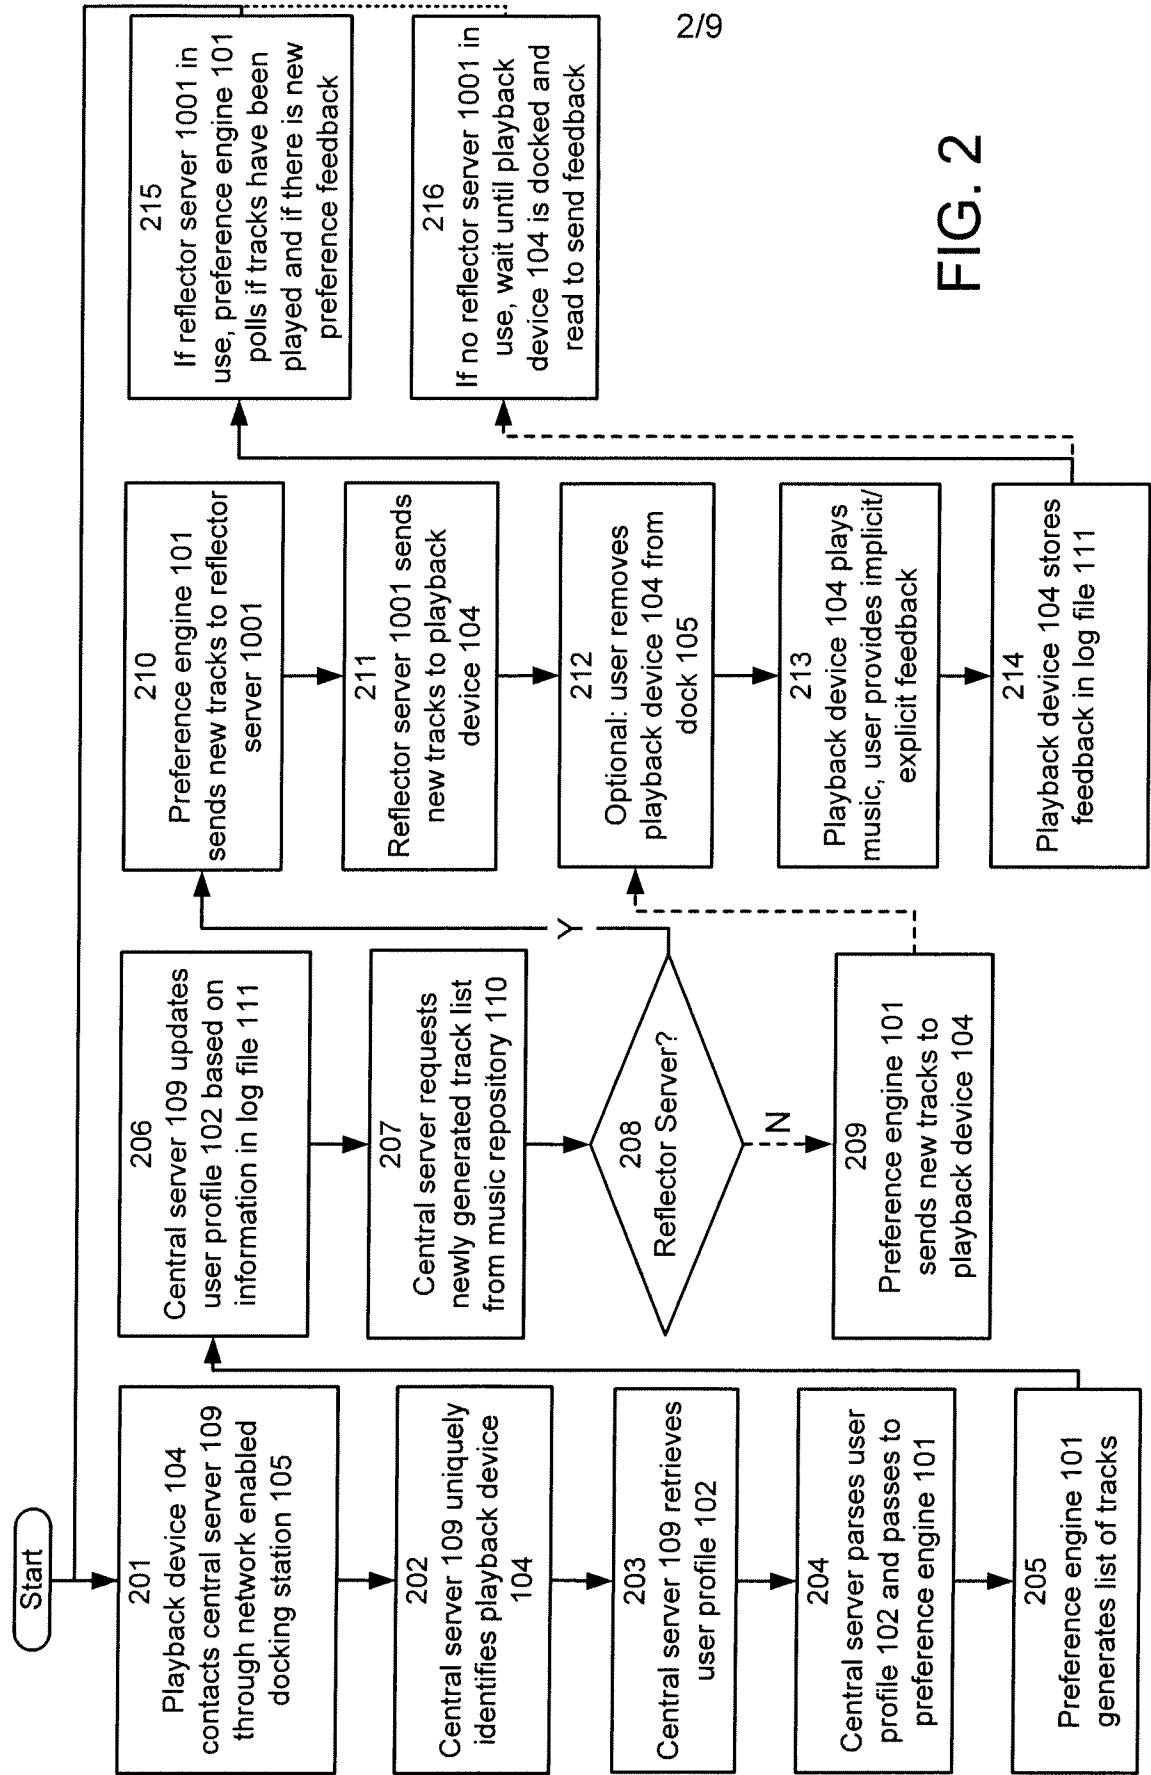 2/9
Start
201
Playback device 104
contacts central server 109
through network enabled
docking station 105
202
Central server 109 uniquely
identifies playback device
104
203
Central server 109 retrieves
user profile 102
204
Central server parses user
profile 102 and passes to
preference engine 101
205
Preference engine 101
generates list of tracks
206
Central server 109 updates
user profile 102 based on
information in log file 111
207
Central server requests
newly generated track list
from music repository 110
208
Reflector Server?
Y
N
209
Preference engine 101
sends new tracks to
playback device 104
210
Preference engine 101
sends new tracks to reflector
server 1001
211
Reflector server 1001 sends
new tracks to playback
device 104
212
Optional: user removes
playback device 104 from
dock 105
213
Playback device 104 plays
music, user provides implicit/
explicit feedback
214
Playback device 104 stores
feedback in log file 111
215
If reflector server 1001 in
use, preference engine 101
polls if tracks have been
played and if there is new
preference feedback
216
If no reflector server 1001 in
use, wait until playback
device 104 is docked and
read to send feedback
FIG. 2